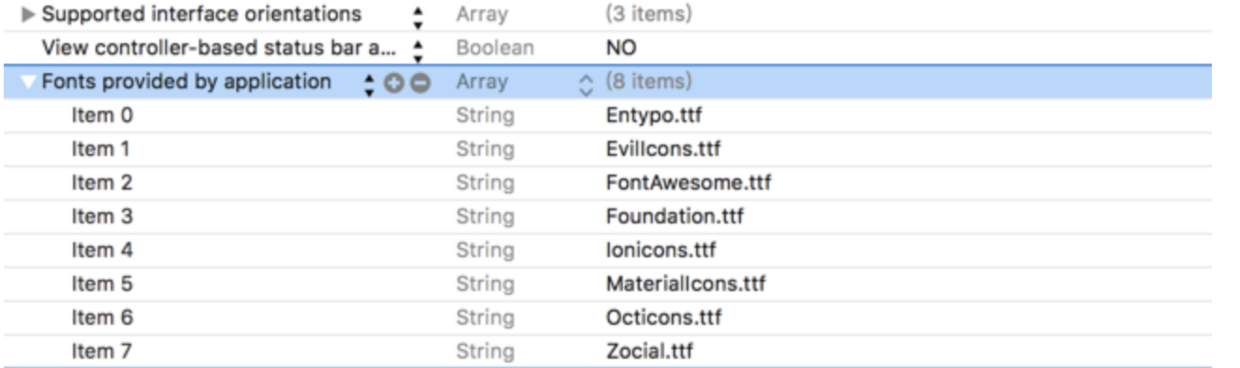 Supported interface orientations Array (3 items)
View controller-based status bar a... Boolean NO
Fonts provided by application Array (8 items)
Item 0 String Entypo.ttf
Item 1 String EvilIcons.ttf
Item 2 String FontAwesome.ttf
Item 3 String Foundation.ttf
Item 4 String Ionicons.ttf
Item 5 String MaterialIcons.ttf
Item 6 String Octicons.ttf
Item 7 String Zocial.ttf